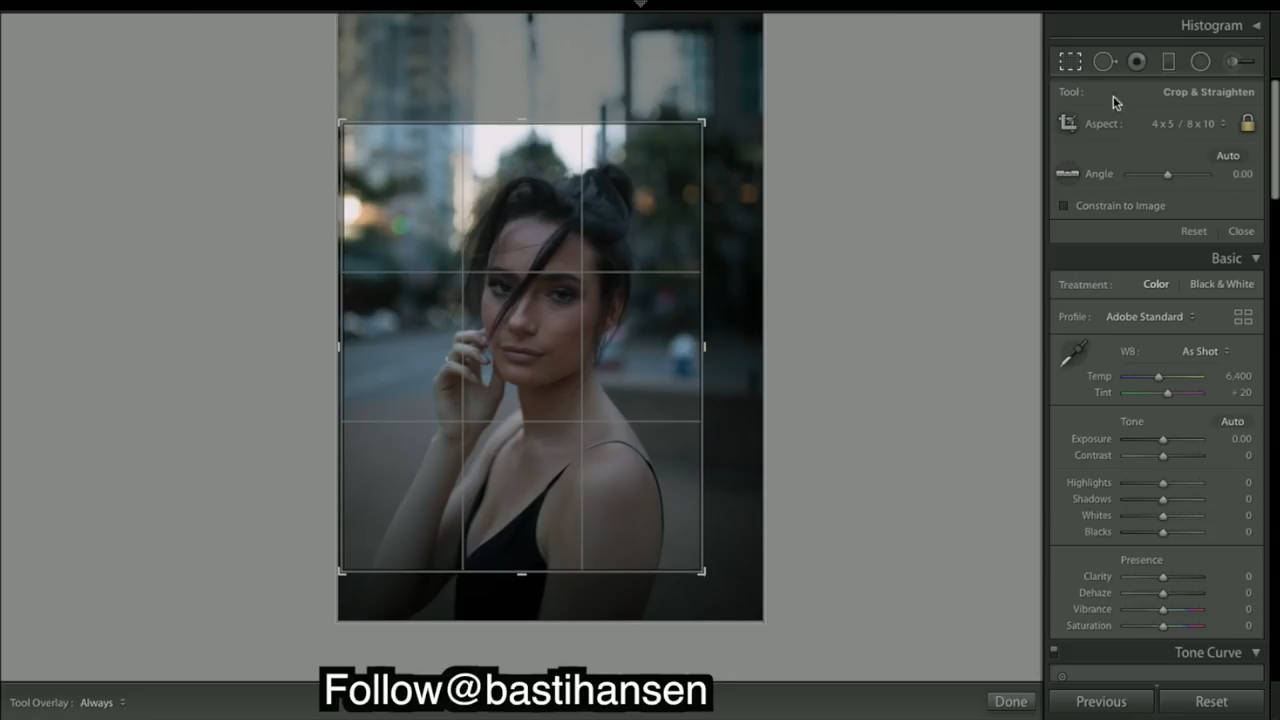 Histogram
Tool : Crop & Straighten
Aspect : 4 x 5 / 8 x 10
Auto
Angle 0.00
Constrain to Image
Reset Close
Basic
Treatment : Color Black & White
Profile : Adobe Standard
WB : As Shot
Temp 6,400
Tint + 20
Tone Auto
Exposure 0.00
Contrast 0
Highlights 0
Shadows 0
Whites 0
Blacks 0
Presence
Clarity 0
Dehaze 0
Vibrance 0
Saturation 0
Tone Curve
Follow@bastihansen
Tool Overlay : Always Done Previous Reset